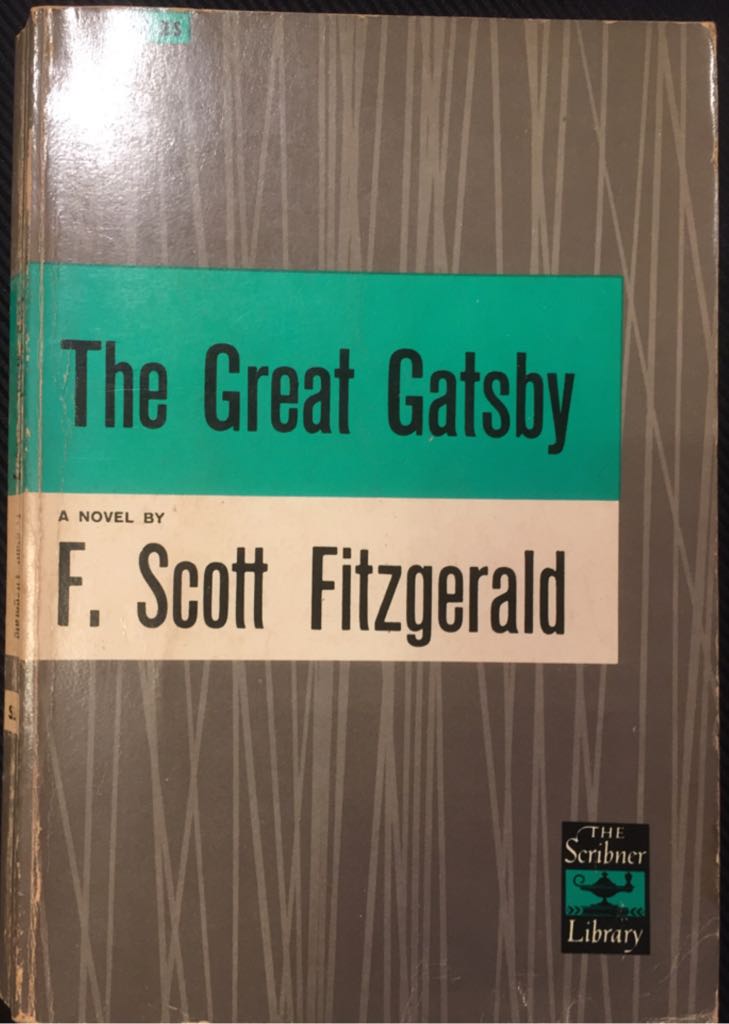 The Great Gatsby
A NOVEL BY
F. Scott Fitzgerald
THE
Scribner
Library